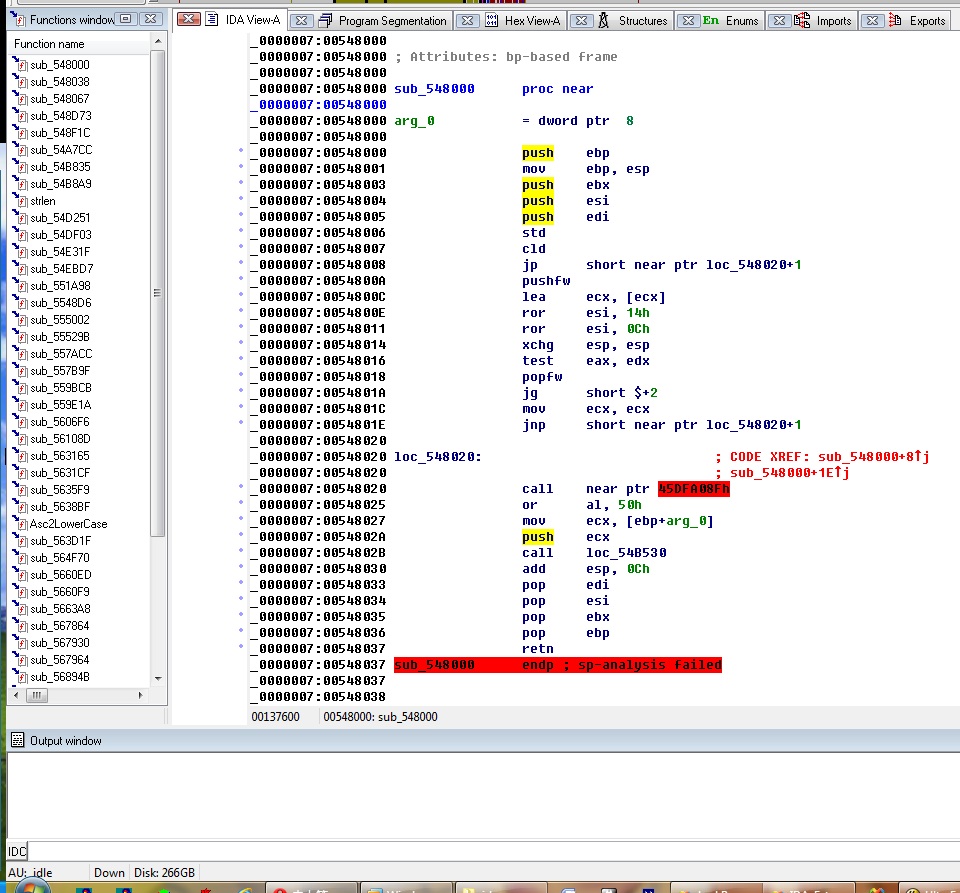 Functions window
IDA View-A
Program Segmentation
Hex View-A
Structures
En Enums
Imports
Exports
Function name
sub_548000
sub_548038
sub_548067
sub_548D73
sub_548F1C
sub_54A7CC
sub_54B835
sub_54B8A9
strlen
sub_54D251
sub_54DF03
sub_54E31F
sub_54EBD7
sub_551A98
sub_5548D6
sub_555002
sub_55529B
sub_557ACC
sub_557B9F
sub_559BCB
sub_559E1A
sub_5606F6
sub_56108D
sub_563165
sub_5631CF
sub_5635F9
sub_5638BF
Asc2LowerCase
sub_563D1F
sub_564F70
sub_5660ED
sub_5660F9
sub_5663A8
sub_567864
sub_567930
sub_567964
sub_56894B
_0000007:00548000
_0000007:00548000 ; Attributes: bp-based frame
_0000007:00548000
_0000007:00548000 sub_548000 proc near
_0000007:00548000
_0000007:00548000 arg_0 = dword ptr 8
_0000007:00548000
_0000007:00548000 push ebp
_0000007:00548001 mov ebp, esp
_0000007:00548003 push ebx
_0000007:00548004 push esi
_0000007:00548005 push edi
_0000007:00548006 std
_0000007:00548007 cld
_0000007:00548008 jp short near ptr loc_548020+1
_0000007:0054800A pushfw
_0000007:0054800C lea ecx, [ecx]
_0000007:0054800E ror esi, 14h
_0000007:00548011 ror esi, 0Ch
_0000007:00548014 xchg esp, esp
_0000007:00548016 test eax, edx
_0000007:00548018 popfw
_0000007:0054801A jg short $+2
_0000007:0054801C mov ecx, ecx
_0000007:0054801E jnp short near ptr loc_548020+1
_0000007:00548020
_0000007:00548020 loc_548020: ; CODE XREF: sub_548000+8↑j
_0000007:00548020 ; sub_548000+1E↑j
_0000007:00548020 call near ptr 45DFA08Fh
_0000007:00548025 or al, 50h
_0000007:00548027 mov ecx, [ebp+arg_0]
_0000007:0054802A push ecx
_0000007:0054802B call loc_54B530
_0000007:00548030 add esp, 0Ch
_0000007:00548033 pop edi
_0000007:00548034 pop esi
_0000007:00548035 pop ebx
_0000007:00548036 pop ebp
_0000007:00548037 retn
_0000007:00548037 sub_548000 endp ; sp-analysis failed
_0000007:00548037
_0000007:00548038
00137600 00548000: sub_548000
Output window
IDC
AU: idle Down Disk: 266GB